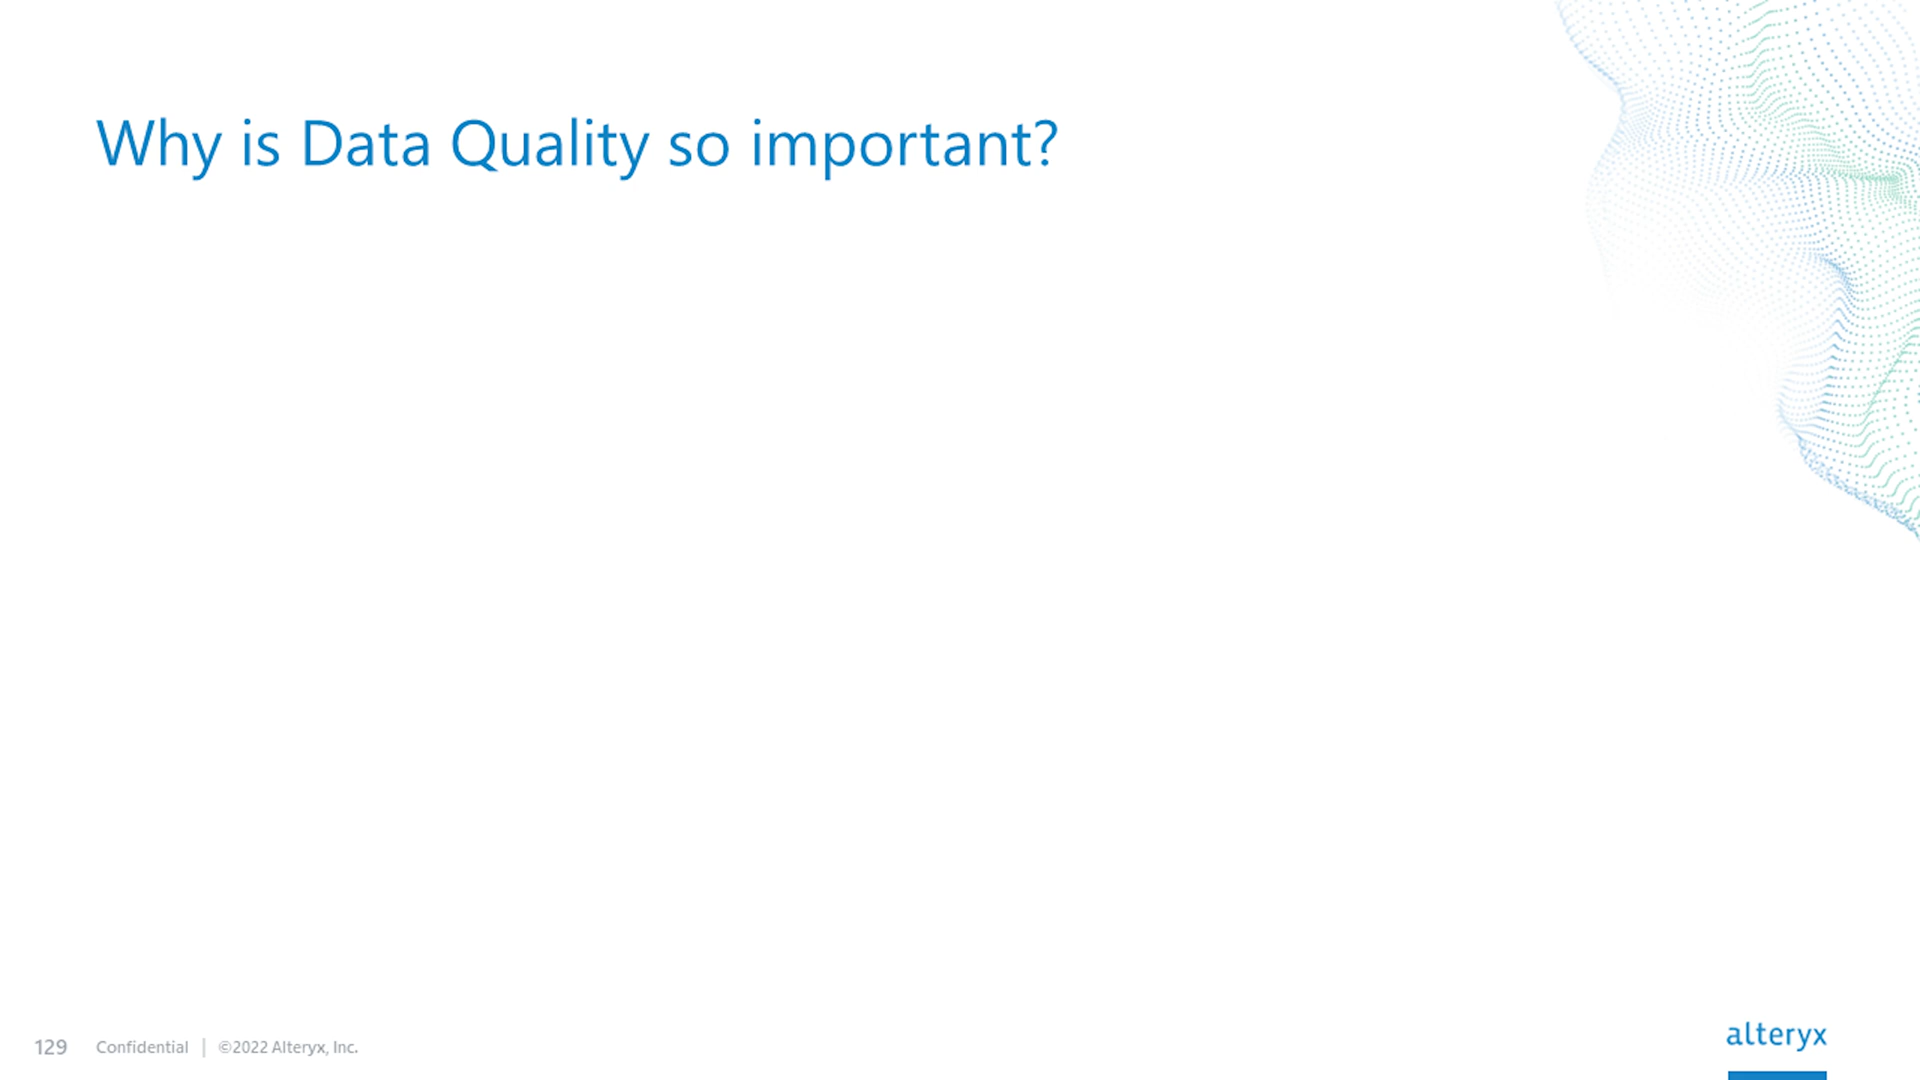 Why is Data Quality so important?
129 Confidential | ©2022 Alteryx, Inc.
alteryx